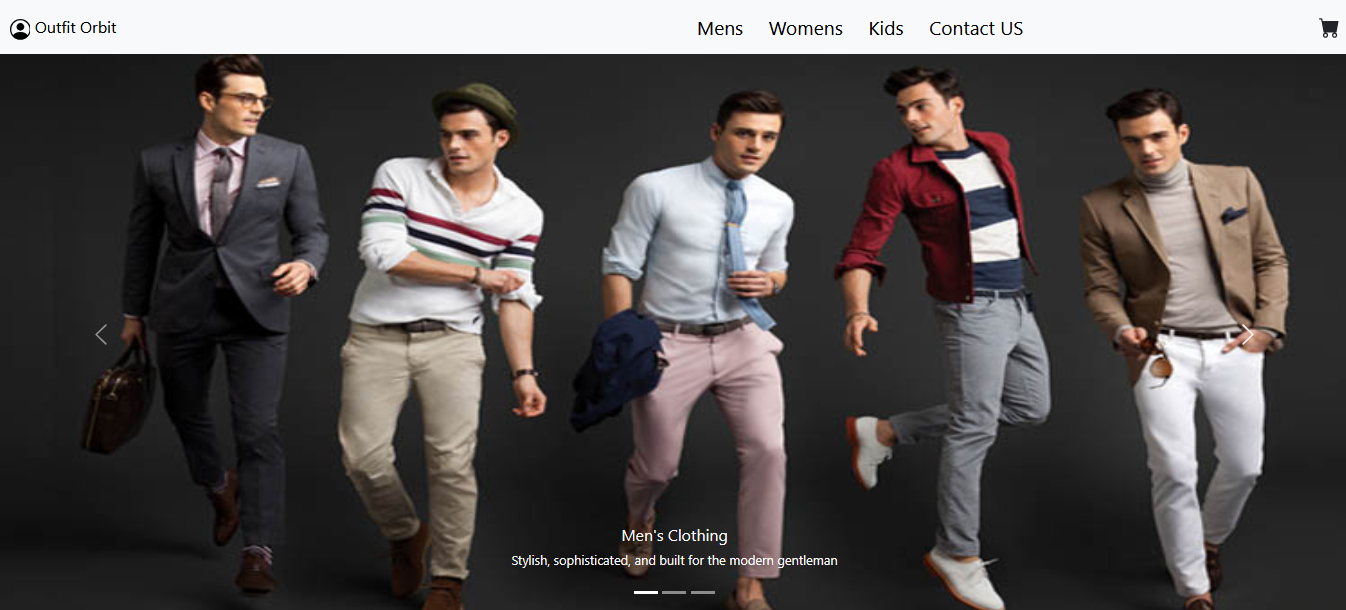 Outfit Orbit
Mens Womens Kids Contact US
Men's Clothing
Stylish, sophisticated, and built for the modern gentleman